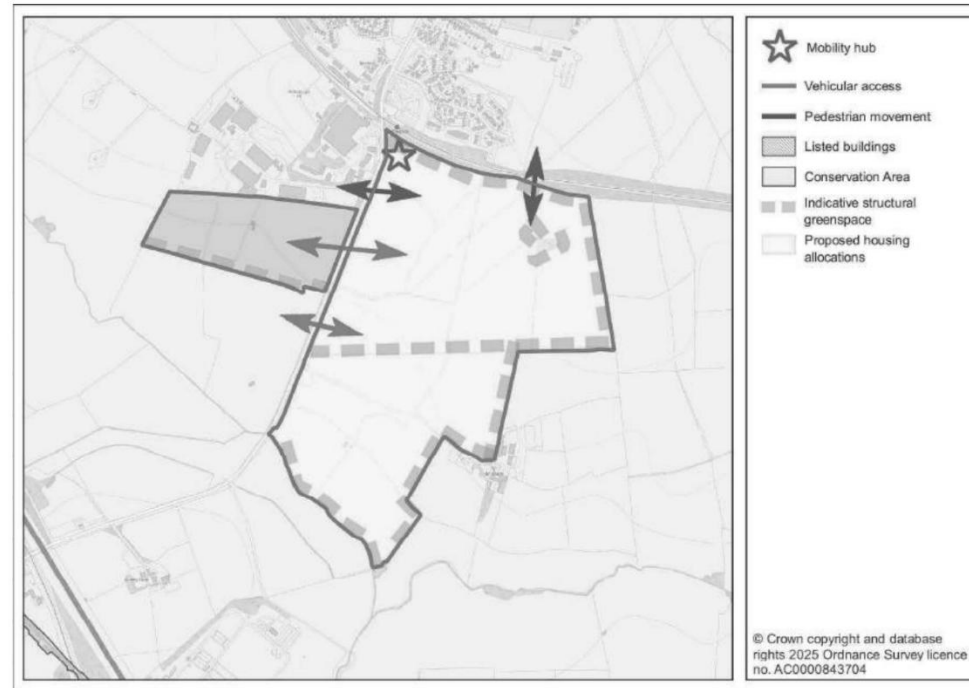 Mobility hub
Vehicular access
Pedestrian movement
Listed buildings
Conservation Area
Indicative structural
greenspace
Proposed housing
allocations
© Crown copyright and database
rights 2025 Ordnance Survey licence
no. AC0000843704